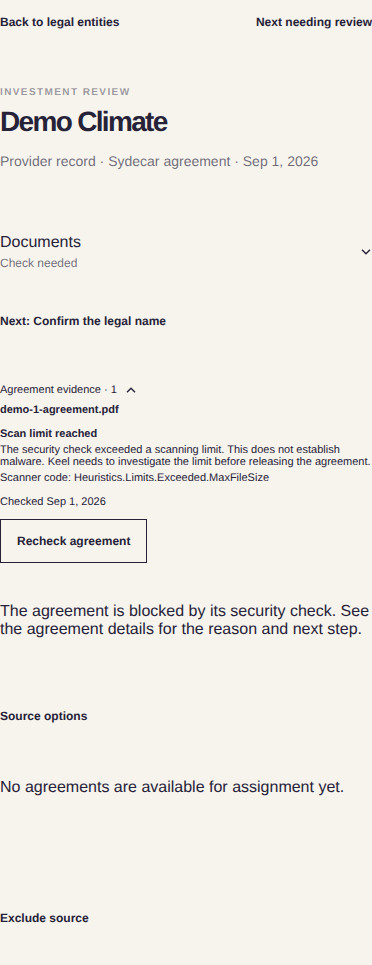 Back to legal entities
Next needing review
INVESTMENT REVIEW
Demo Climate
Provider record · Sydecar agreement · Sep 1, 2026
Documents
Check needed
Next: Confirm the legal name
Agreement evidence · 1
demo-1-agreement.pdf
Scan limit reached
The security check exceeded a scanning limit. This does not establish
malware. Keel needs to investigate the limit before releasing the agreement.
Scanner code: Heuristics.Limits.Exceeded.MaxFileSize
Checked Sep 1, 2026
Recheck agreement
The agreement is blocked by its security check. See
the agreement details for the reason and next step.
Source options
No agreements are available for assignment yet.
Exclude source